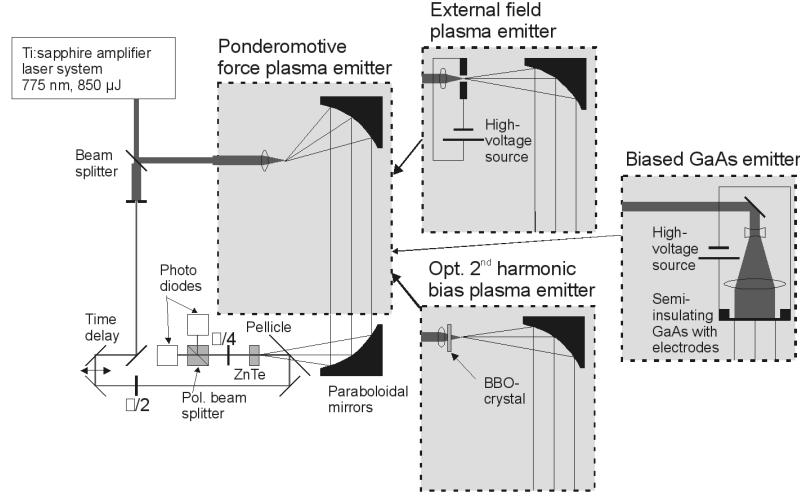 Ti:sapphire amplifier
laser system
775 nm, 850 µJ
Ponderomotive
force plasma emitter
External field
plasma emitter
Beam
splitter
High-
voltage
source
Biased GaAs emitter
High-
voltage
source
Semi-
insulating
GaAs with
electrodes
Opt. 2nd harmonic
bias plasma emitter
Photo
diodes
Time
delay
□/4
Pellicle
ZnTe
□/2
Pol. beam
splitter
Paraboloidal
mirrors
BBO-
crystal